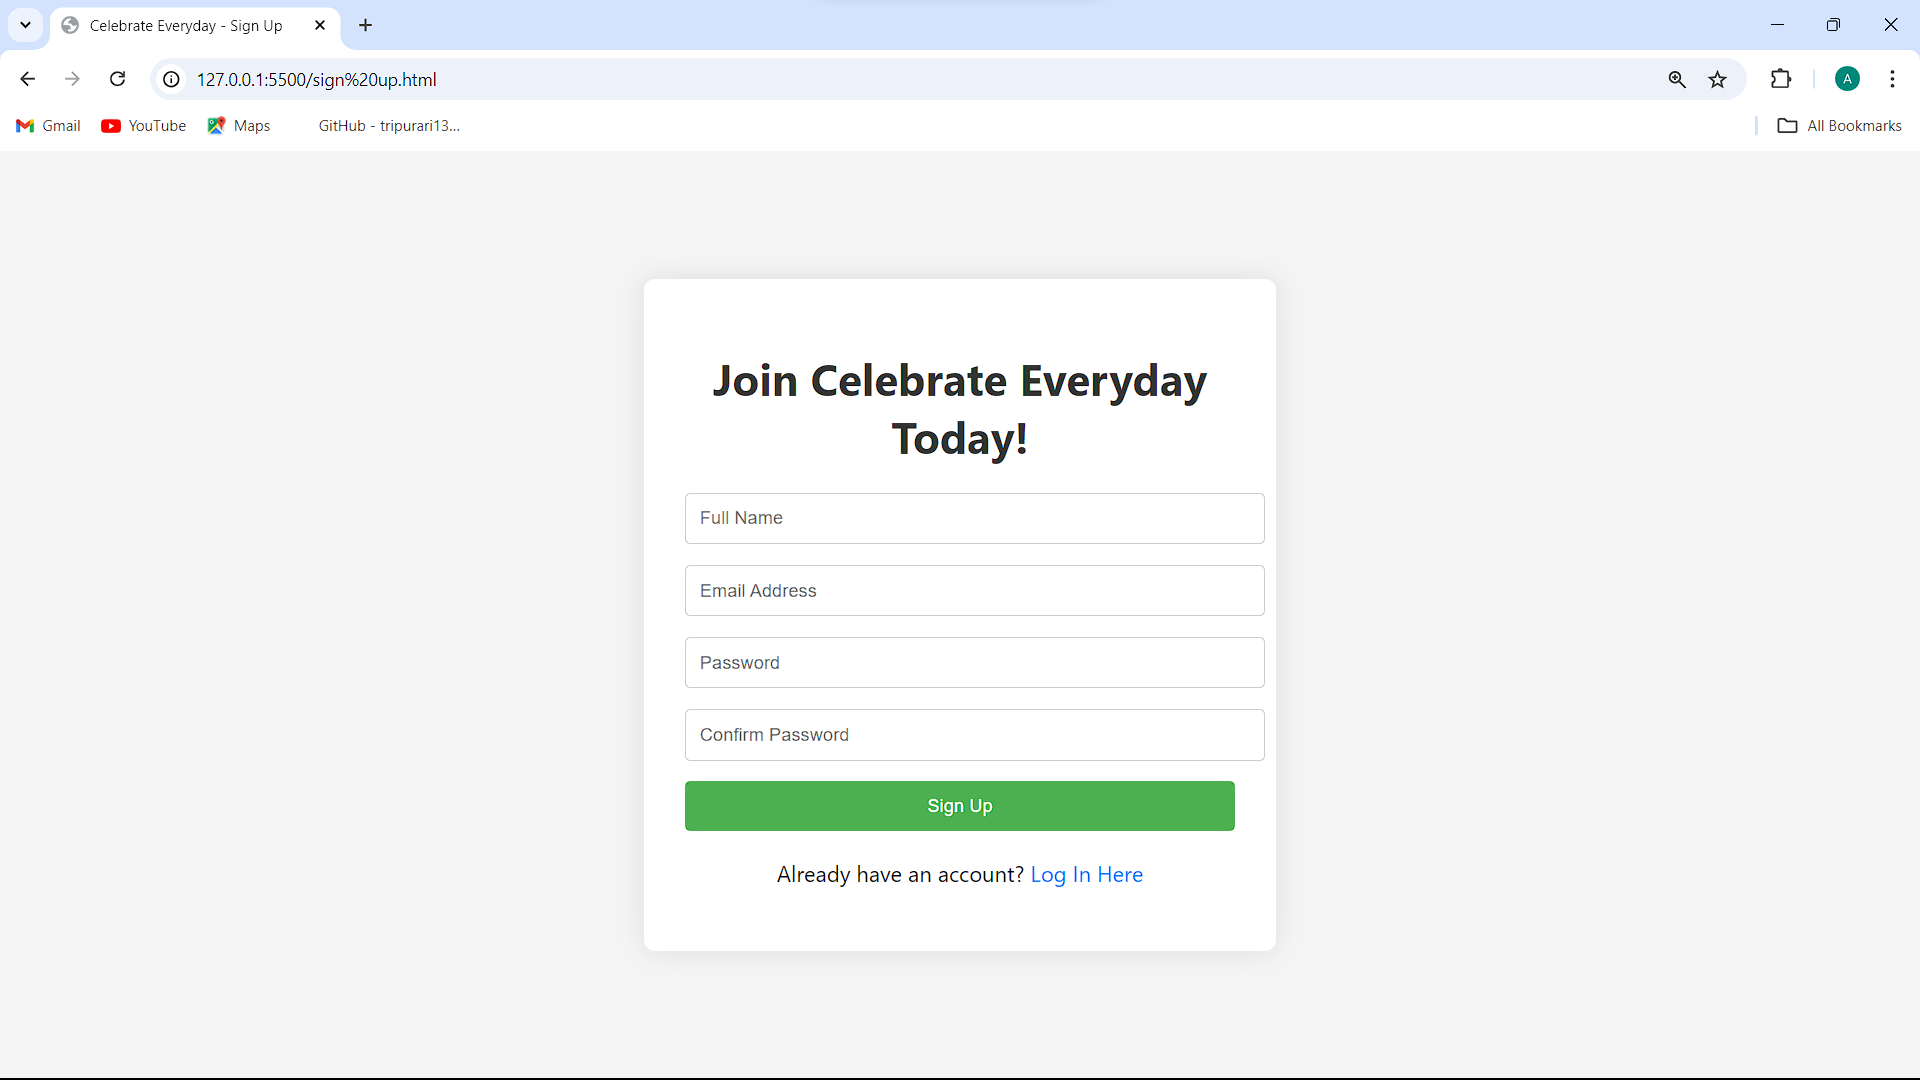 Celebrate Everyday - Sign Up
127.0.0.1:5500/sign%20up.html
A
Gmail
YouTube
Maps
GitHub - tripurari13...
All Bookmarks
Join Celebrate Everyday
Today!
Full Name
Email Address
Password
Confirm Password
Sign Up
Already have an account? Log In Here